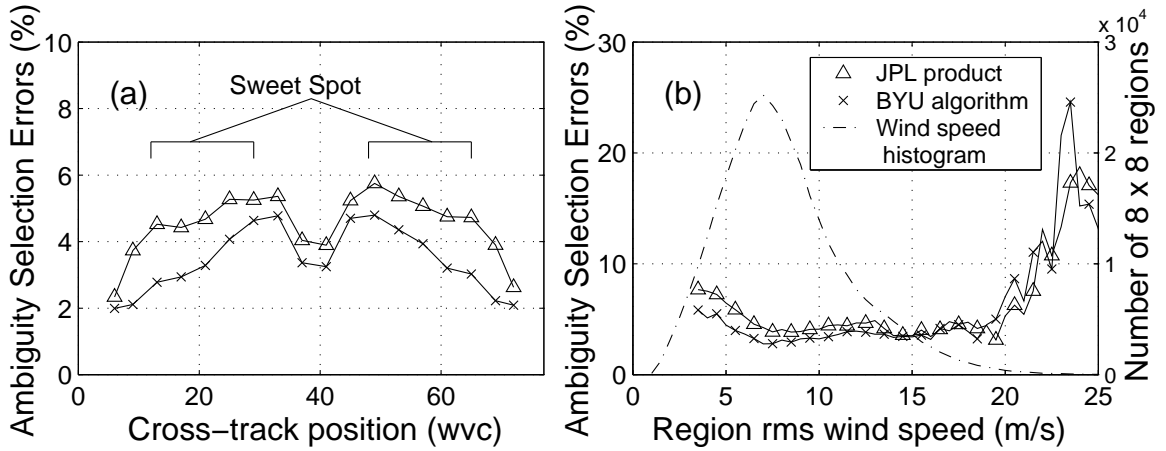 Ambiguity Selection Errors (%)
10
8
6
4
2
0
(a)
Sweet Spot
0 20 40 60
Cross−track position (wvc)
Ambiguity Selection Errors (%)
30
20
10
0
(b)
JPL product
BYU algorithm
Wind speed
histogram
5 10 15 20 25
Region rms wind speed (m/s)
x 10^4
3
2
1
0
Number of 8 x 8 regions